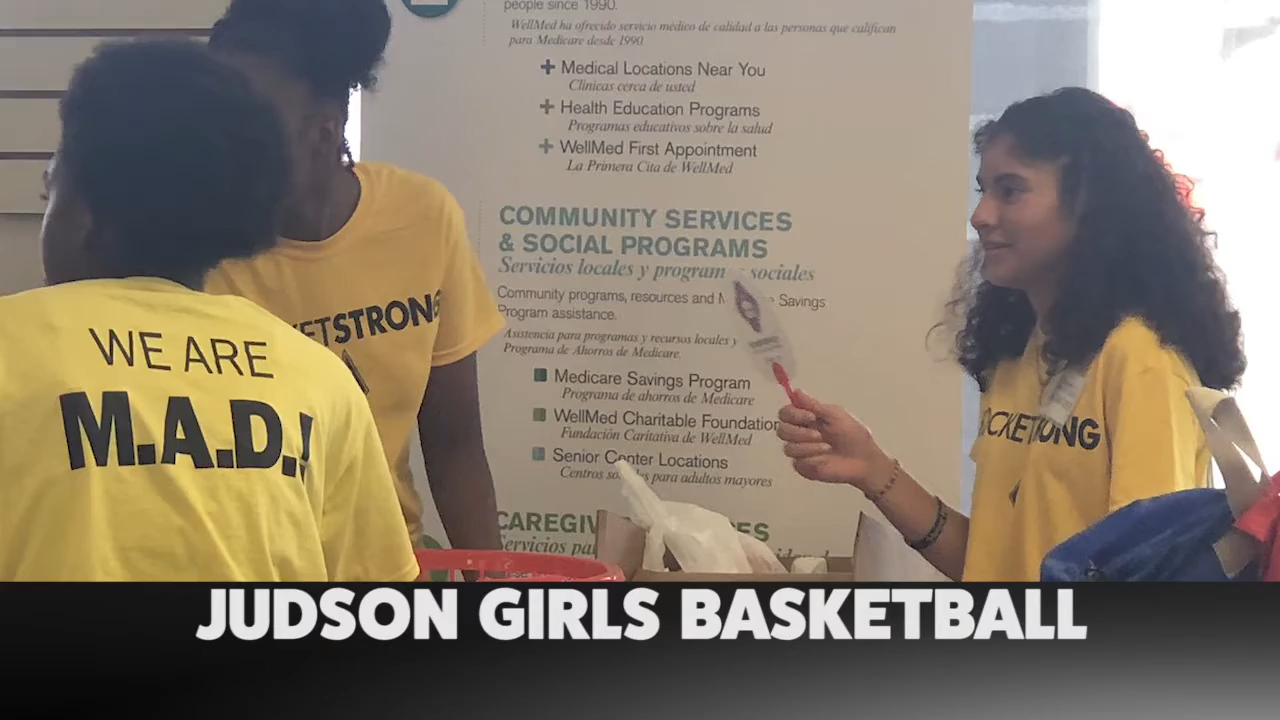 people since 1990.
WellMed ha ofrecido servicio médico de calidad a las personas que califican
para Medicare desde 1990.
Medical Locations Near You
Clínicas cerca de usted
Health Education Programs
Programas educativos sobre la salud
WellMed First Appointment
La Primera Cita de WellMed
COMMUNITY SERVICES
& SOCIAL PROGRAMS
Servicios locales y program sociales
Community programs, resources and Savings
Program assistance.
Asistencia para programas y recursos locales y
Programa de Ahorros de Medicare.
Medicare Savings Program
Programa de ahorros de Medicare
WellMed Charitable Foundation
Fundación Caritativa de WellMed
Senior Center Locations
Centros para adultos mayores
CAREGIV ES
Servicios
WE ARE
M.A.D.!
ETSTRONG
JUDSON GIRLS BASKETBALL